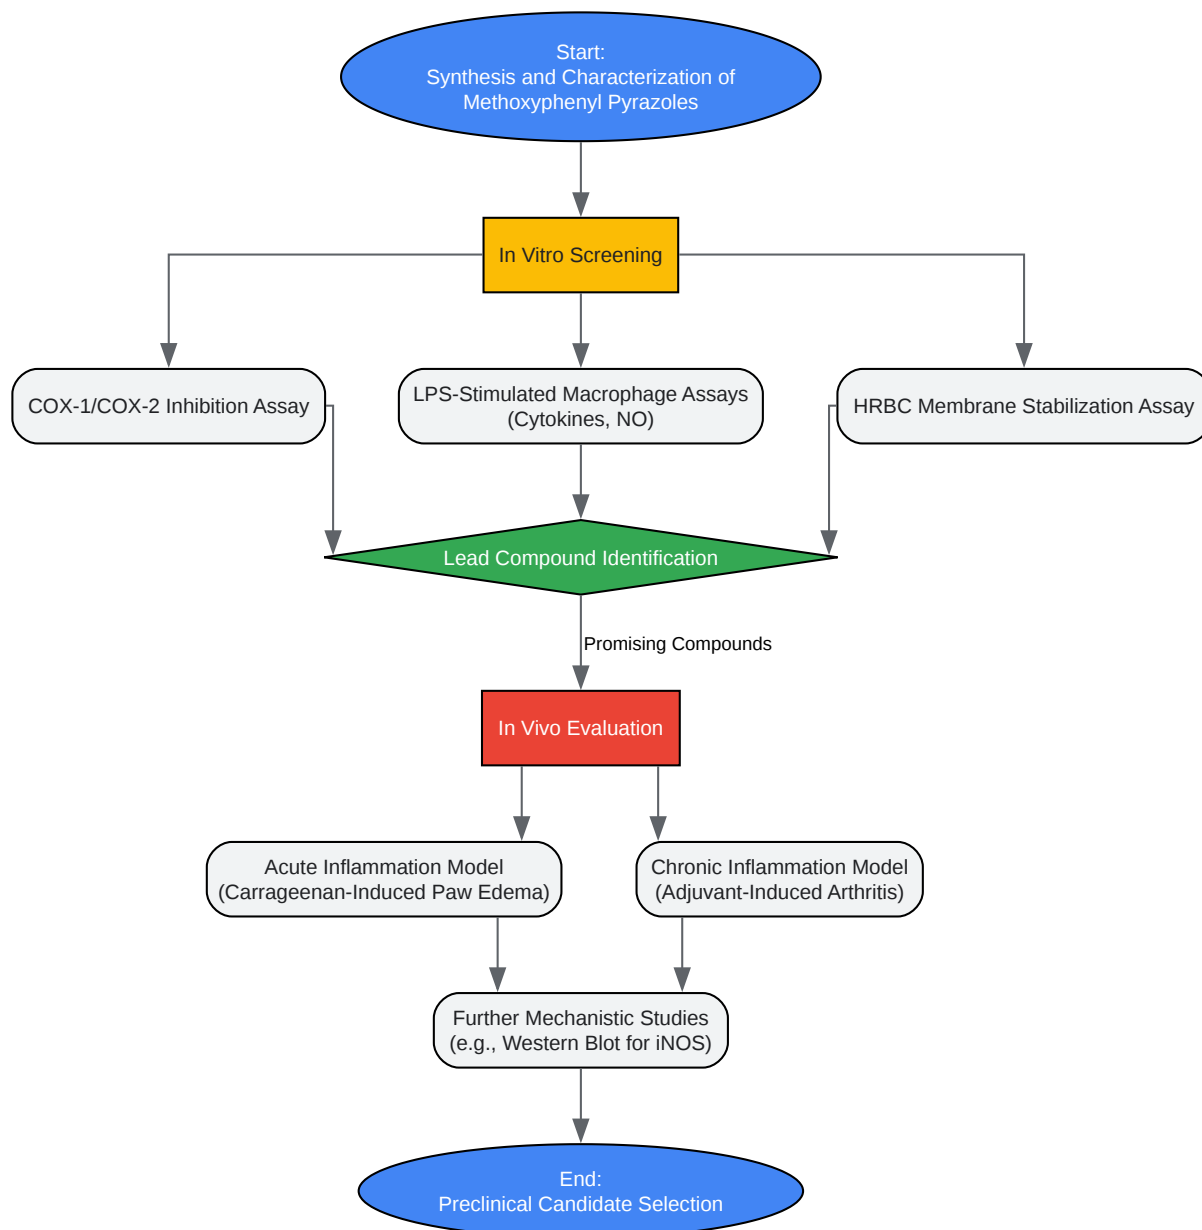 Start:
Synthesis and Characterization of
Methoxyphenyl Pyrazoles
In Vitro Screening
COX-1/COX-2 Inhibition Assay
LPS-Stimulated Macrophage Assays
(Cytokines, NO)
HRBC Membrane Stabilization Assay
Lead Compound Identification
Promising Compounds
In Vivo Evaluation
Acute Inflammation Model
(Carrageenan-Induced Paw Edema)
Chronic Inflammation Model
(Adjuvant-Induced Arthritis)
Further Mechanistic Studies
(e.g., Western Blot for iNOS)
End:
Preclinical Candidate Selection